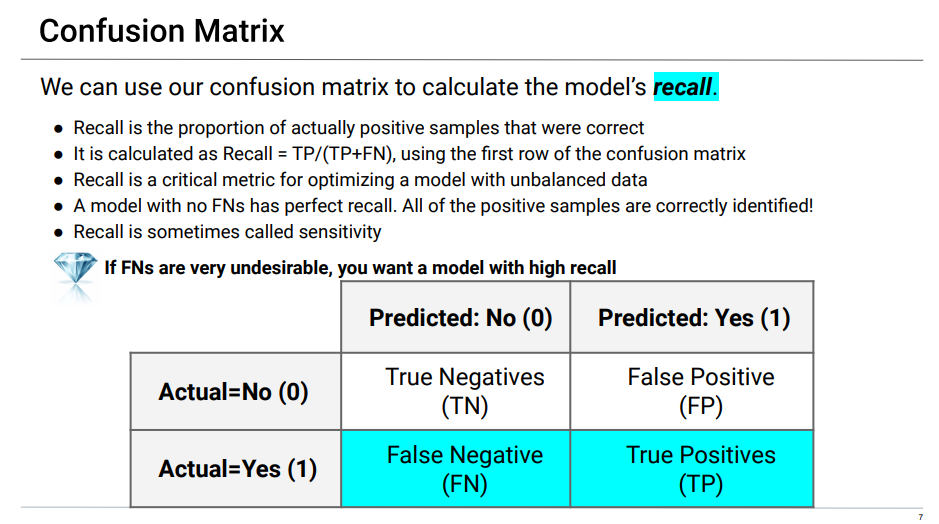 Confusion Matrix
We can use our confusion matrix to calculate the model's recall.
● Recall is the proportion of actually positive samples that were correct
● It is calculated as Recall = TP/(TP+FN), using the first row of the confusion matrix
● Recall is a critical metric for optimizing a model with unbalanced data
● A model with no FNs has perfect recall. All of the positive samples are correctly identified!
● Recall is sometimes called sensitivity
If FNs are very undesirable, you want a model with high recall
Predicted: No (0) Predicted: Yes (1)
Actual=No (0) True Negatives (TN) False Positive (FP)
Actual=Yes (1) False Negative (FN) True Positives (TP)
7